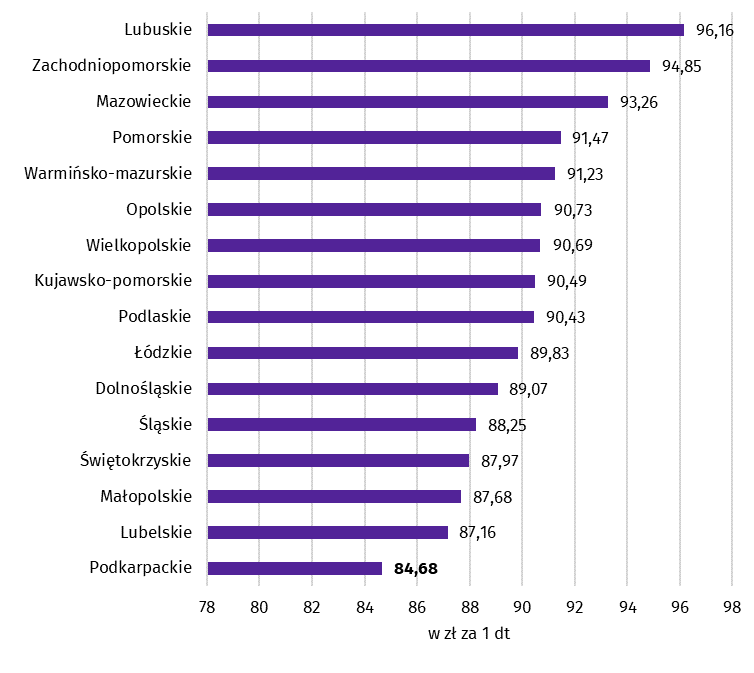 Lubuskie 96,16
Zachodniopomorskie 94,85
Mazowieckie 93,26
Pomorskie 91,47
Warmińsko-mazurskie 91,23
Opolskie 90,73
Wielkopolskie 90,69
Kujawsko-pomorskie 90,49
Podlaskie 90,43
Łódzkie 89,83
Dolnośląskie 89,07
Śląskie 88,25
Świętokrzyskie 87,97
Małopolskie 87,68
Lubelskie 87,16
Podkarpackie 84,68
78 80 82 84 86 88 90 92 94 96 98
w zł za 1 dt